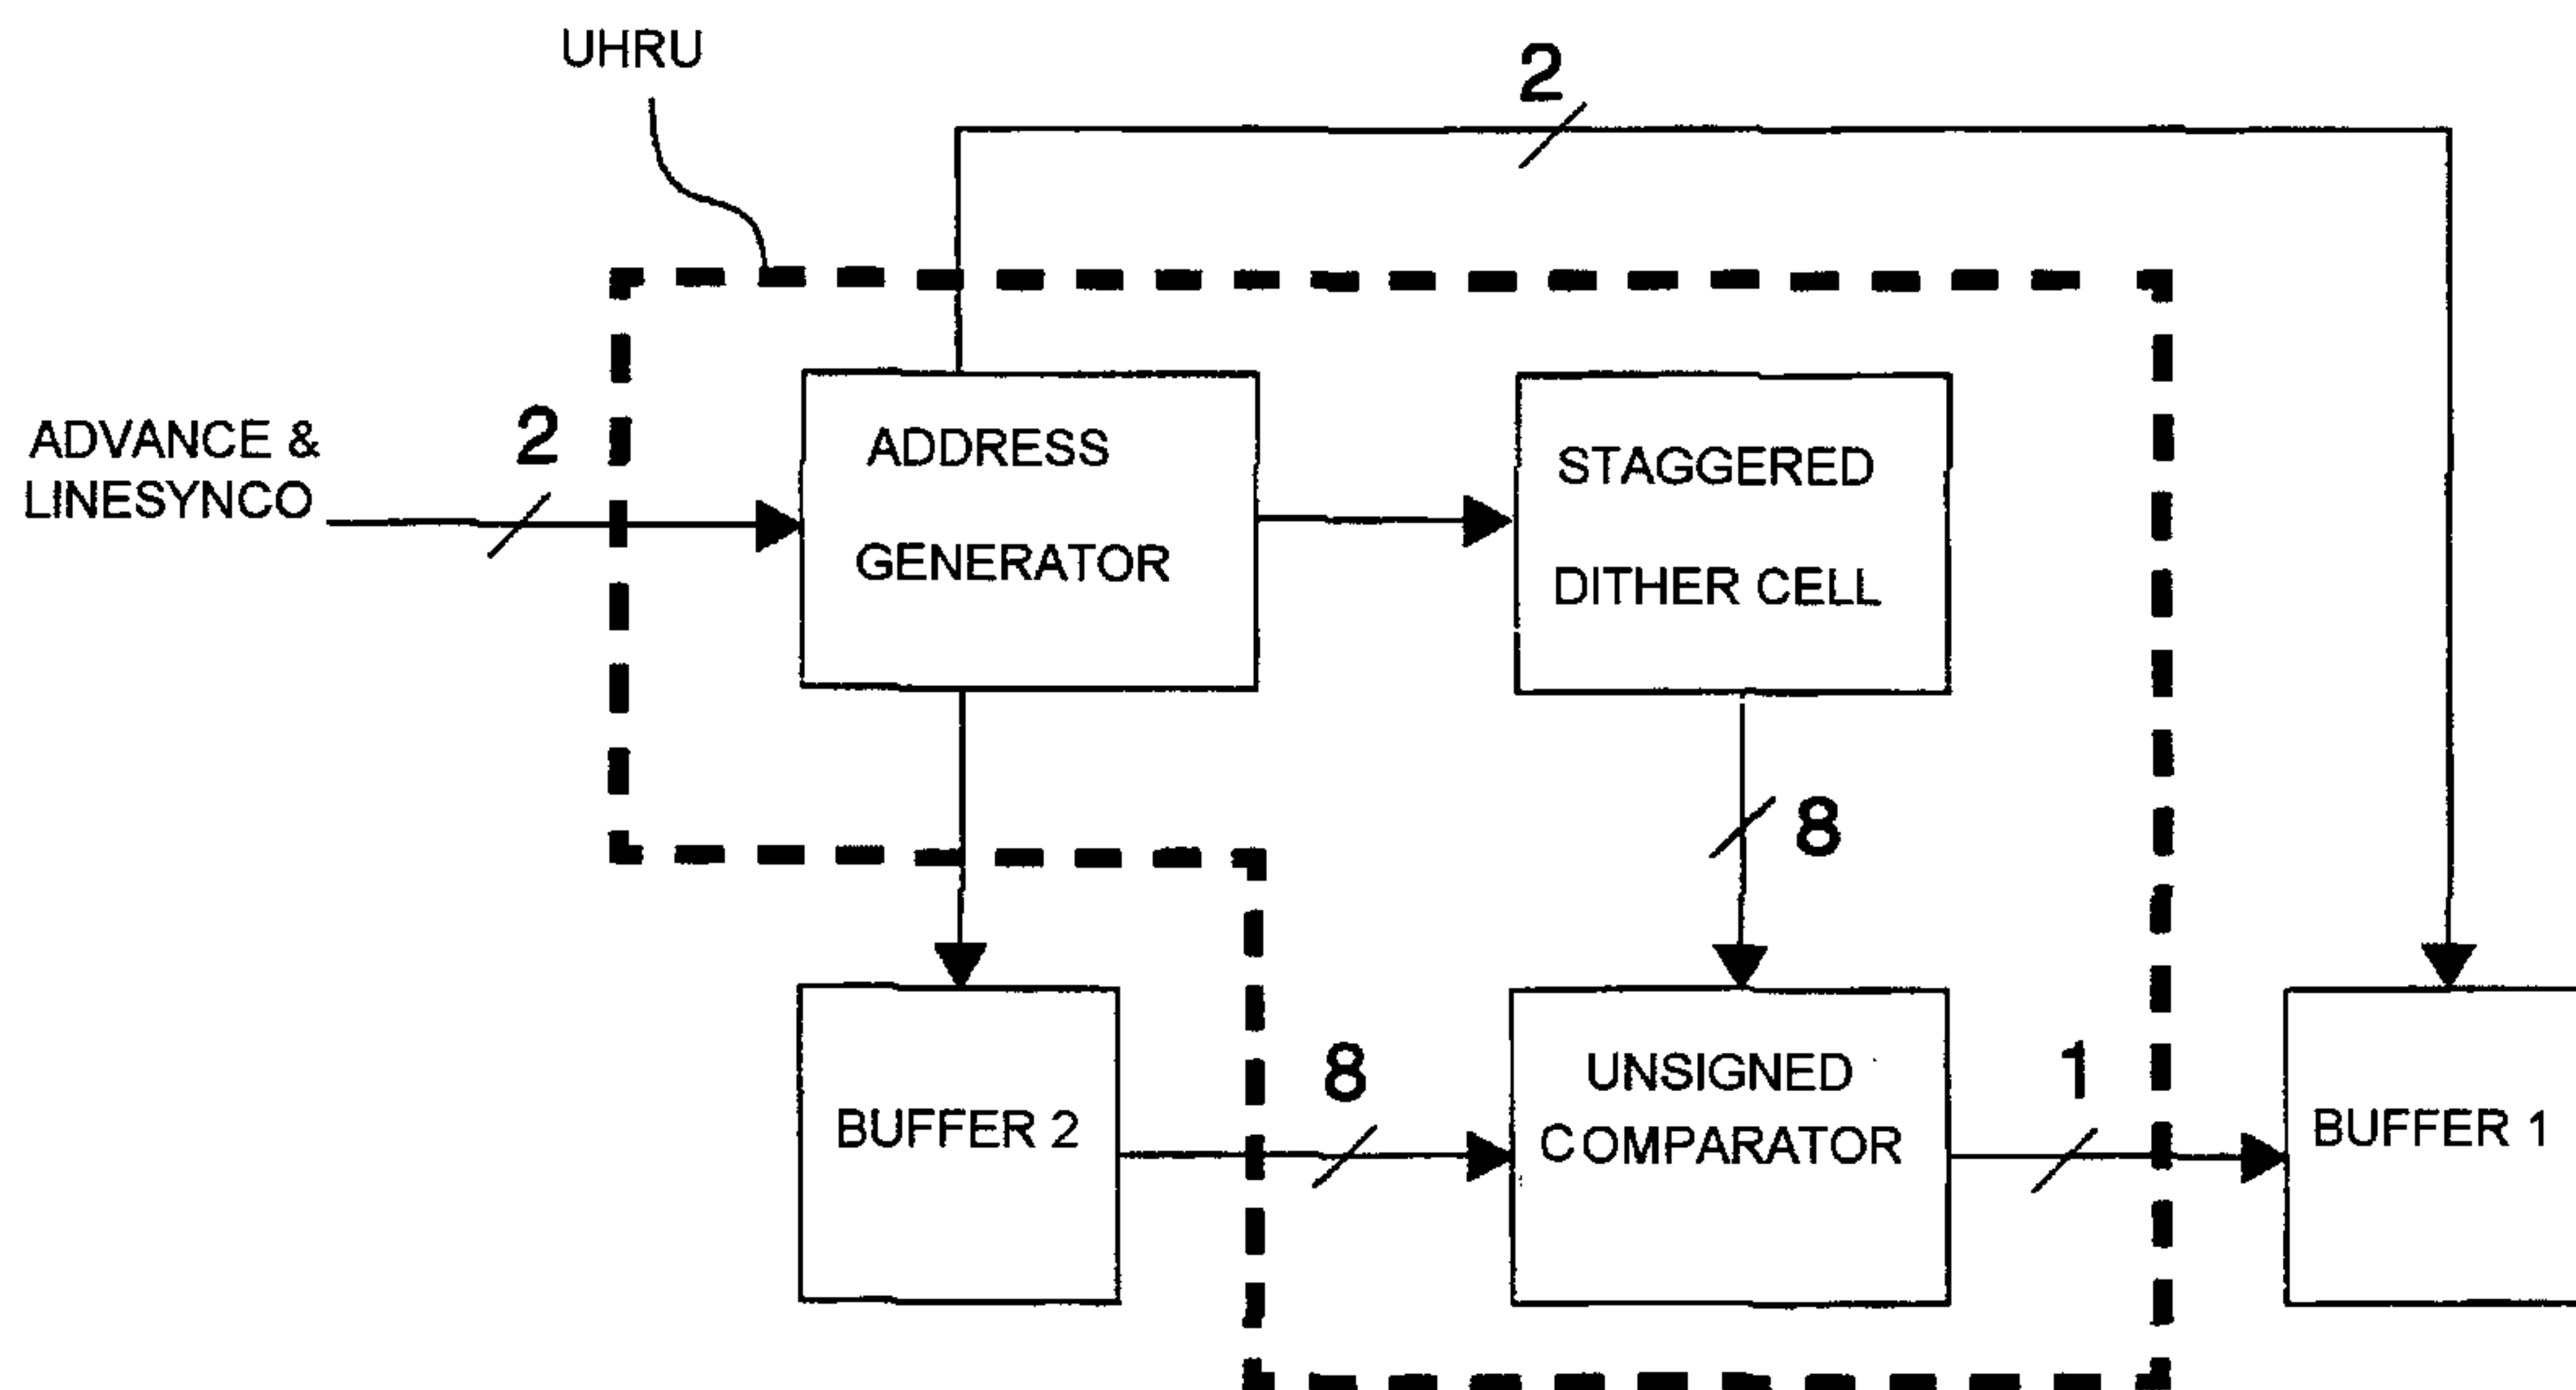 UHRU
2
ADVANCE &
LINESYNCO
2
ADDRESS
GENERATOR
STAGGERED
DITHER CELL
8
BUFFER 2
8
UNSIGNED
COMPARATOR
1
BUFFER 1